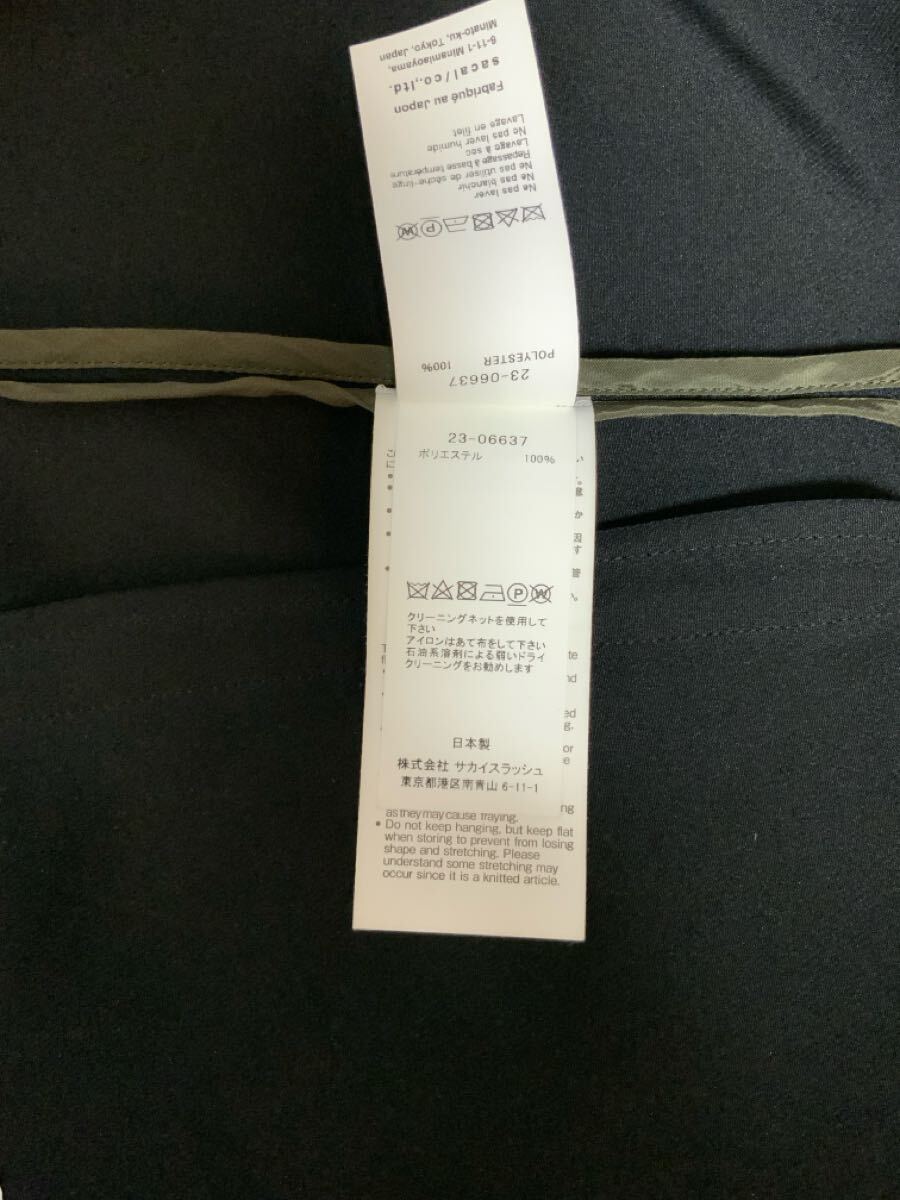 Minato-ku, Tokyo, Japan
6-11-1 Minamiaoyama,
sacai/co.,ltd.
Fabriqué au Japon
Lavage en filet
Ne pas laver humide
Lavage à sec
Repassage à basse température
Ne pas utiliser de sèche-linge
Ne pas blanchir
Ne pas laver
P W
POLYESTER 100%
23-06637
23-06637
ポリエステル 100%
P W
クリーニングネットを使用して
下さい
アイロンはあて布をして下さい
石油系溶剤による弱いドライ
クリーニングをお勧めします
日本製
株式会社 サカイスラッシュ
東京都港区南青山 6-11-1
as they may cause fraying.
• Do not keep hanging, but keep flat
when storing to prevent from losing
shape and stretching. Please
understand some stretching may
occur since it is a knitted article.